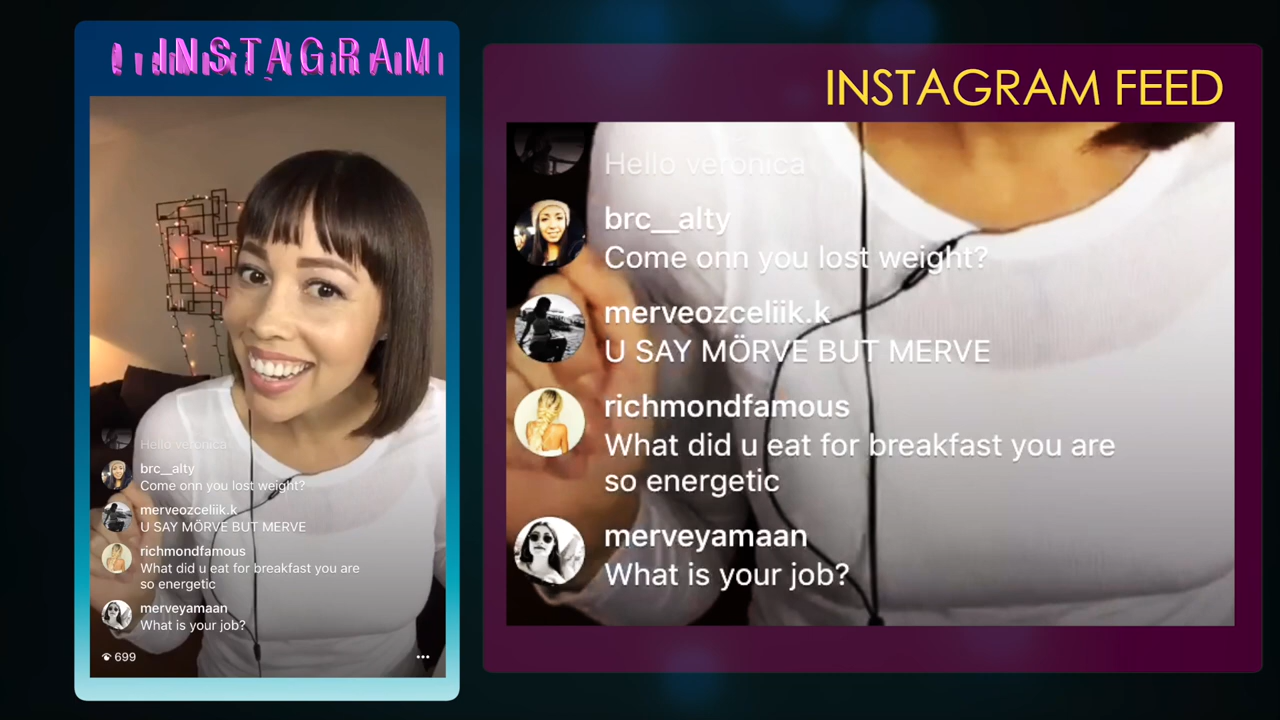 INSTAGRAM
Hello veronica
brc__alty
Come onn you lost weight?
merveozceliik.k
U SAY MÖRVE BUT MERVE
richmondfamous
What did u eat for breakfast you are
so energetic
merveyamaan
What is your job?
699
INSTAGRAM FEED
Hello veronica
brc__alty
Come onn you lost weight?
merveozceliik.k
U SAY MÖRVE BUT MERVE
richmondfamous
What did u eat for breakfast you are
so energetic
merveyamaan
What is your job?